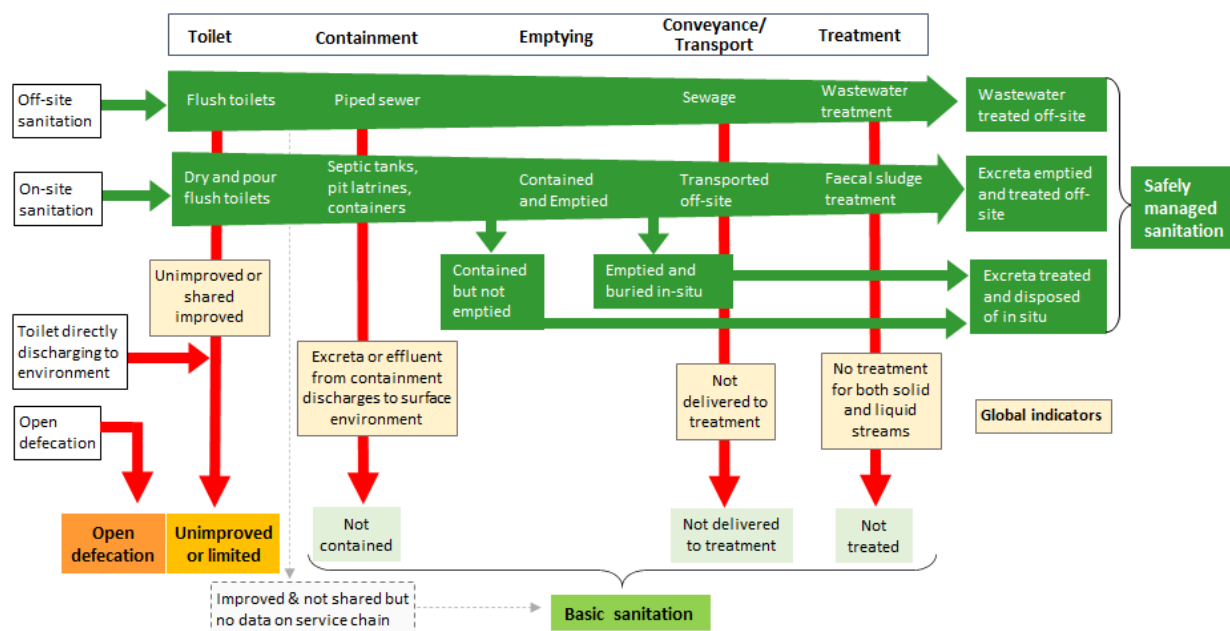 Toilet
Containment
Emptying
Conveyance/
Transport
Treatment
Off-site
sanitation
Flush toilets
Piped sewer
Sewage
Wastewater
treatment
Wastewater
treated off-site
On-site
sanitation
Dry and pour
flush toilets
Septic tanks,
pit latrines,
containers
Contained
and Emptied
Transported
off-site
Faecal sludge
treatment
Excreta emptied
and treated off-
site
Safely
managed
sanitation
Unimproved or
shared
improved
Contained
but not
emptied
Emptied and
buried in-situ
Excreta treated
and disposed
of in situ
Toilet directly
discharging to
environment
Excreta or effluent
from containment
discharges to surface
environment
Not
delivered to
treatment
No treatment
for both solid
and liquid
streams
Global indicators
Open
defecation
Open
defecation
Unimproved
or limited
Not
contained
Not delivered
to treatment
Not
treated
Improved & not shared but
no data on service chain
Basic sanitation